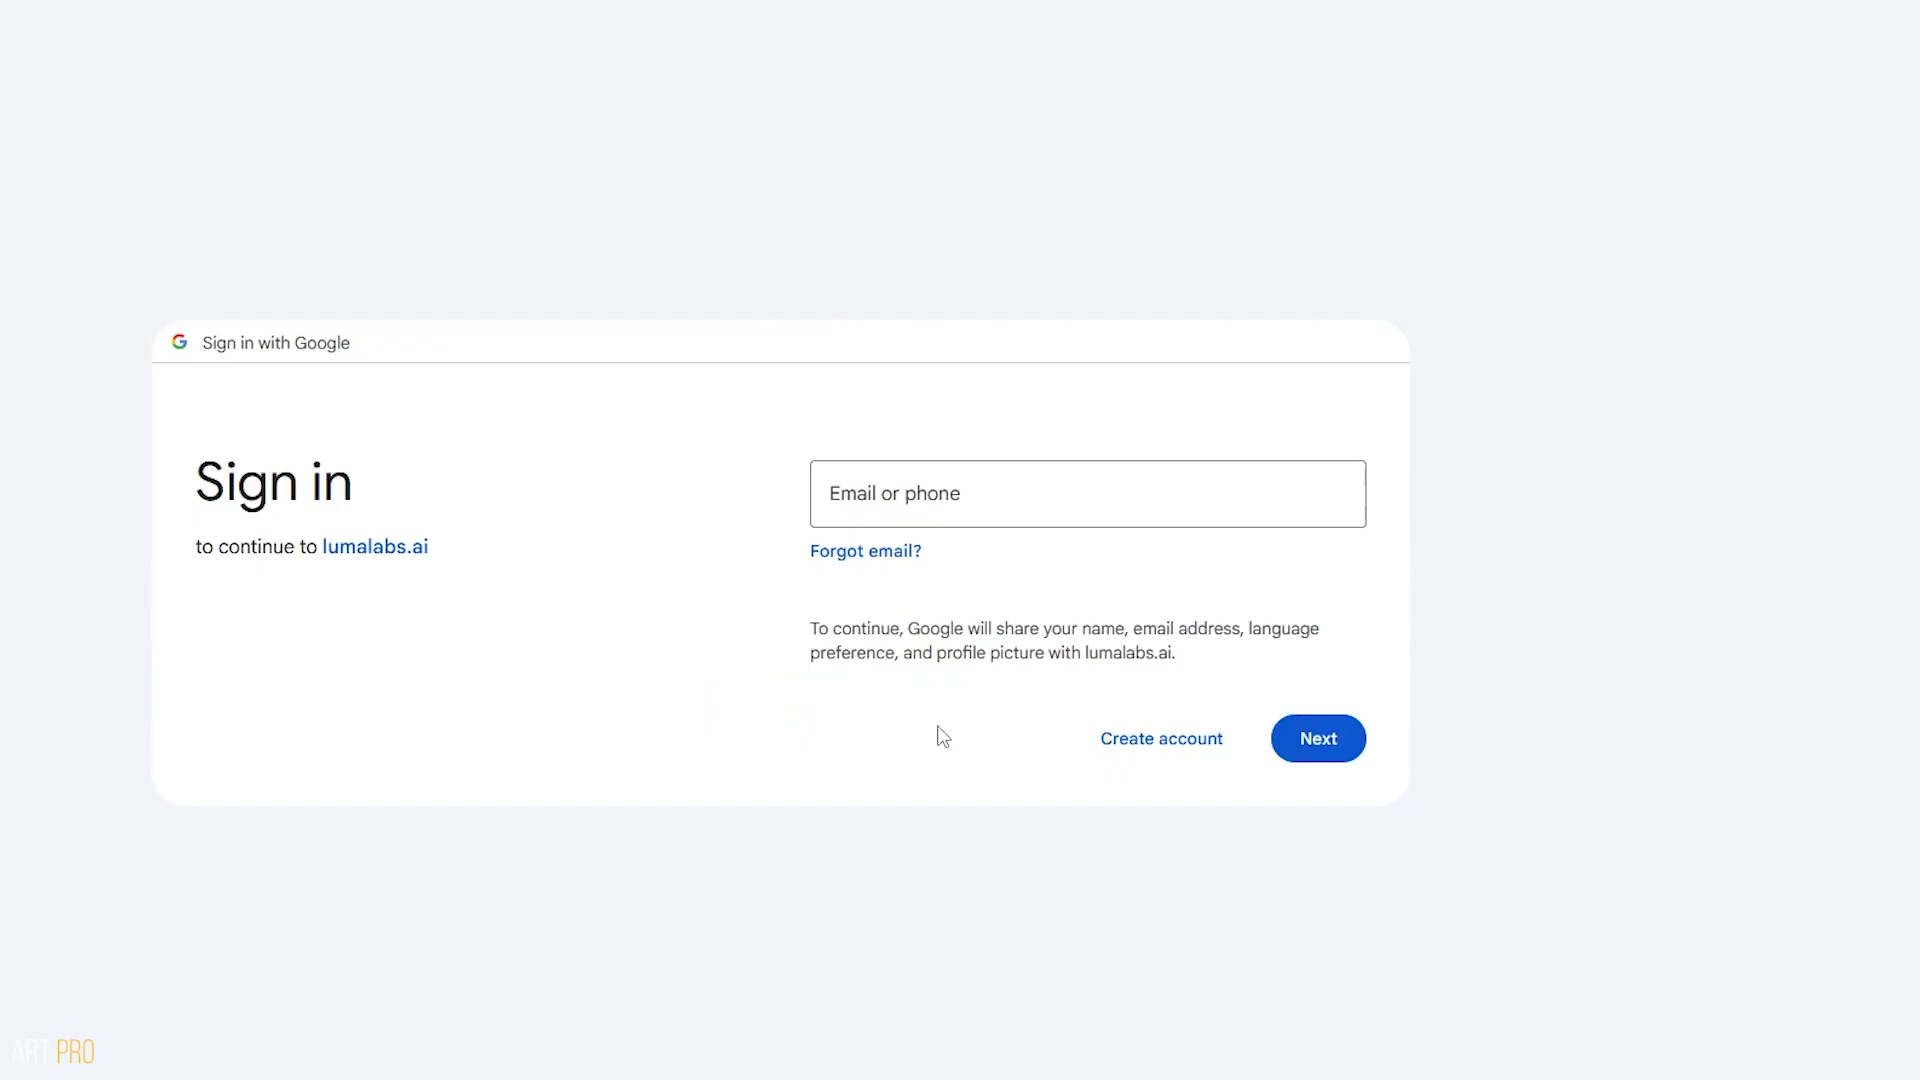 Sign in with Google
Sign in
to continue to lumalabs.ai
Email or phone
Forgot email?
To continue, Google will share your name, email address, language
preference, and profile picture with lumalabs.ai.
Create account
Next
ART PRO